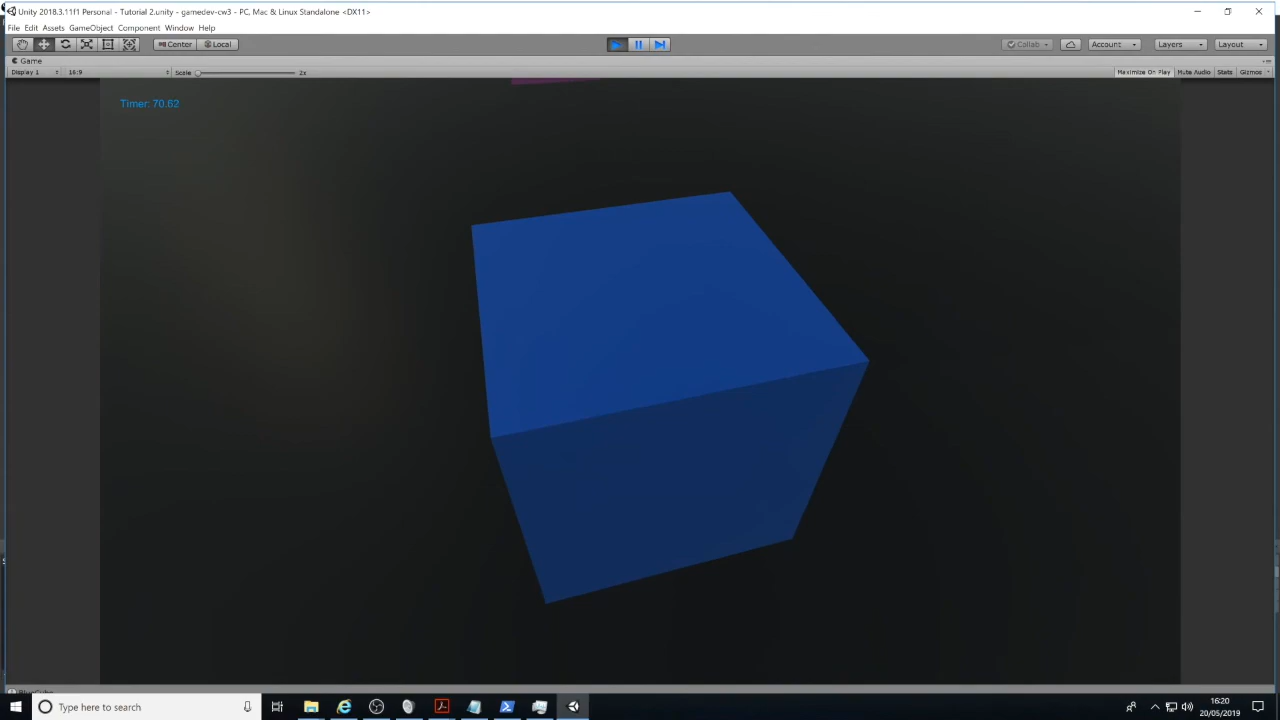 Unity 2018.3.11f1 Personal - Tutorial 2.unity - gamedev-cw3 - PC, Mac & Linux Standalone <DX11>
File Edit Assets GameObject Component Window Help
Center Local Collab Account Layers Layout
Game
Display 1 16:9 Scale 2x Maximize On Play Mute Audio Stats Gizmos
Timer: 70.62
BlueCube
Type here to search
16:20
20/05/2019